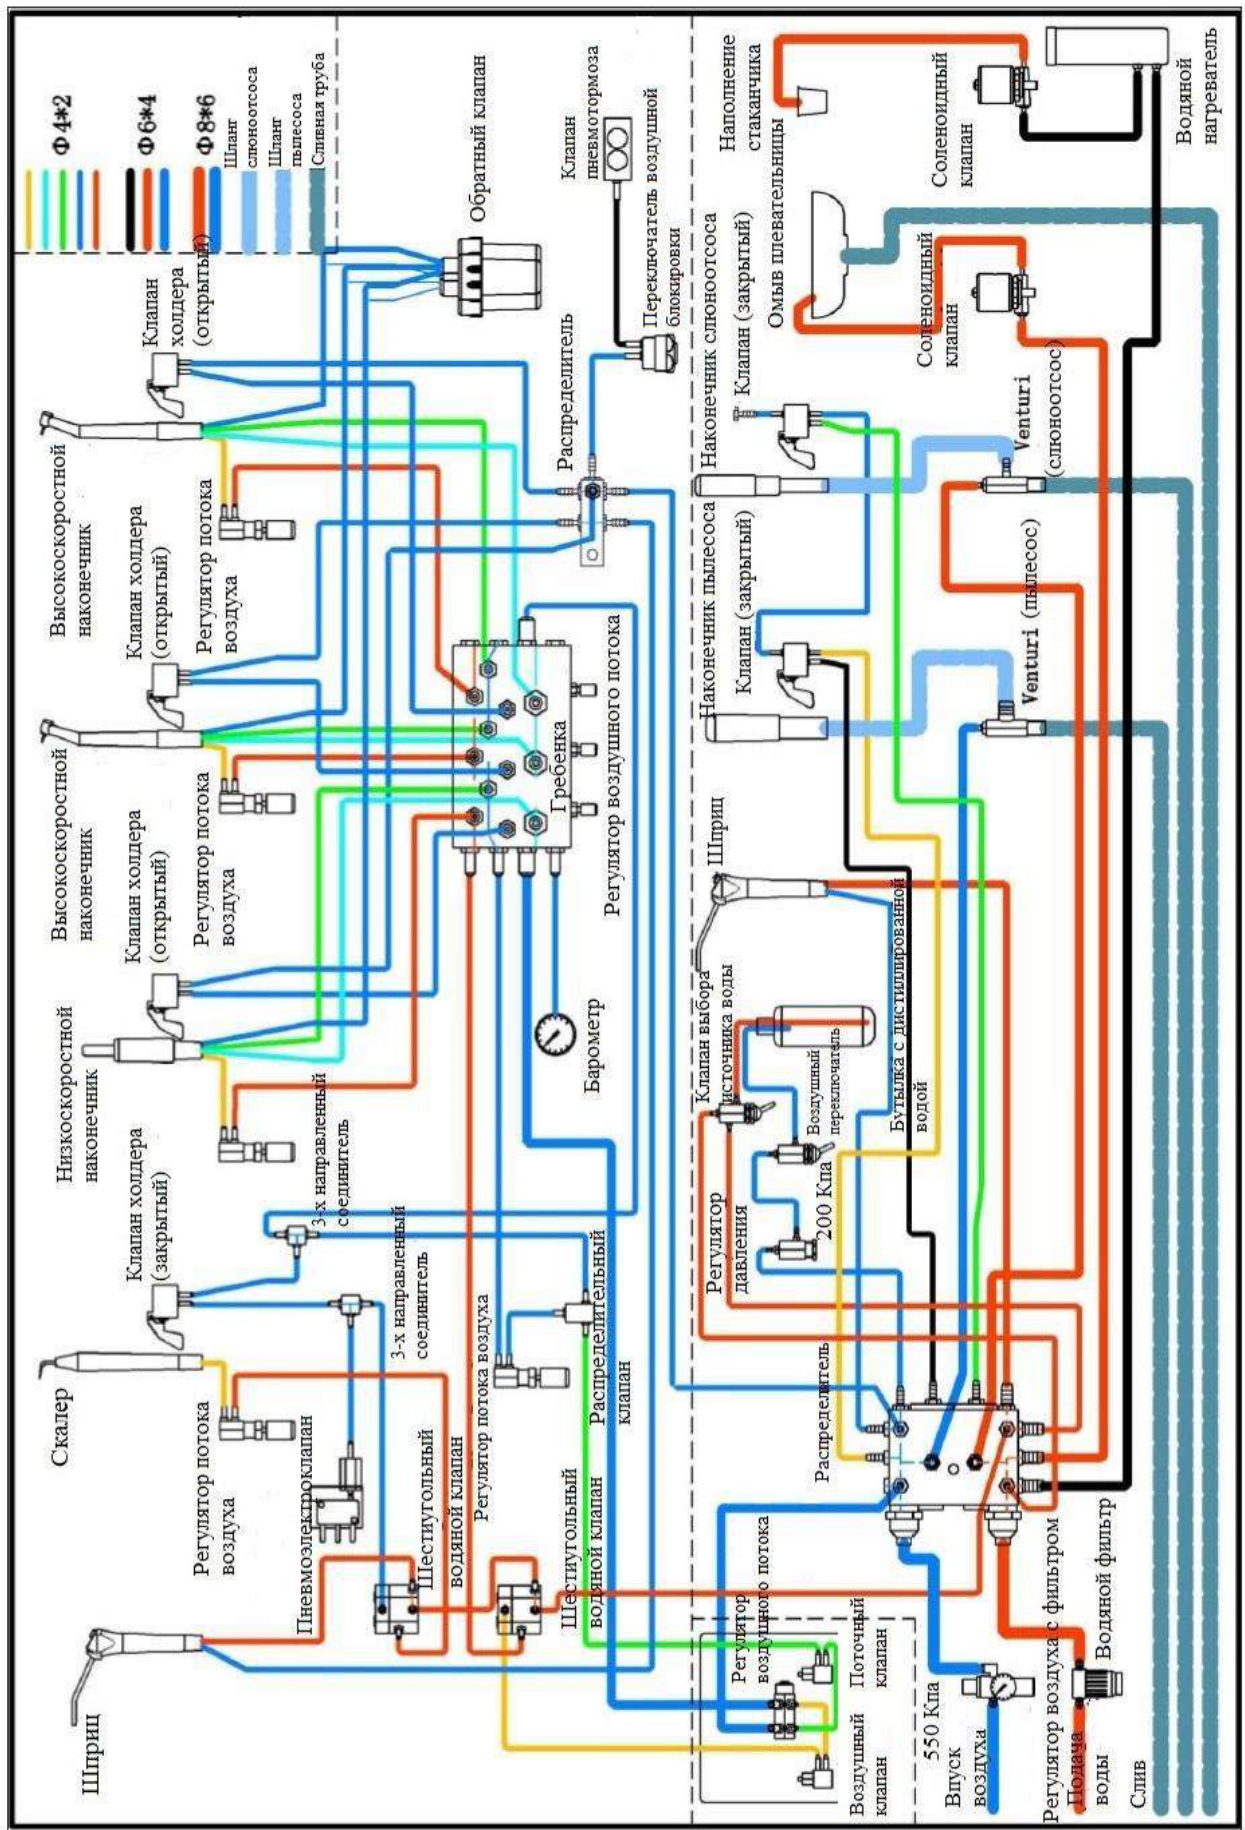 Ф4*2
Ф6*4
Ф8*6
Шланг
слюноотсоса
Шланг
пылесоса
Сливная труба
Шприц
Скалер
Низкоскоростной
наконечник
Высокоскоростной
наконечник
Высокоскоростной
наконечник
Клапан холдера
(закрытый)
Клапан холдера
(открытый)
Клапан холдера
(открытый)
Клапан
холдера
(открытый)
Регулятор потока
воздуха
Регулятор потока
воздуха
Регулятор потока
воздуха
Обратный клапан
Пневмоэлектроклапан
3-х направленный
соединитель
3-х направленный
соединитель
Шестиугольный
водяной клапан
Регулятор потока воздуха
Шестиугольный
водяной клапан
Распределительный
клапан
Барометр
Гребенка
Регулятор воздушного потока
Распределитель
Клапан
пневмотормоза
Переключатель воздушной
блокировки
Регулятор
воздушного потока
Воздушный
клапан
Поточный
клапан
Распределитель
Регулятор
давления
200 Кпа
Клапан выбора
источника воды
Воздушный
переключатель
Бутылка с дистиллированной
водой
Шприц
Наконечник пылесоса
Клапан (закрытый)
Наконечник слюноотсоса
Клапан (закрытый)
Venturi (пылесос)
Venturi
(слюноотсос)
Омыв плевательницы
Наполнение
стаканчика
Соленоидный
клапан
Соленоидный
клапан
Водяной
нагреватель
550 Кпа
Впуск
воздуха
Регулятор воздуха с фильтром
Водяной фильтр
Подача
воды
Слив